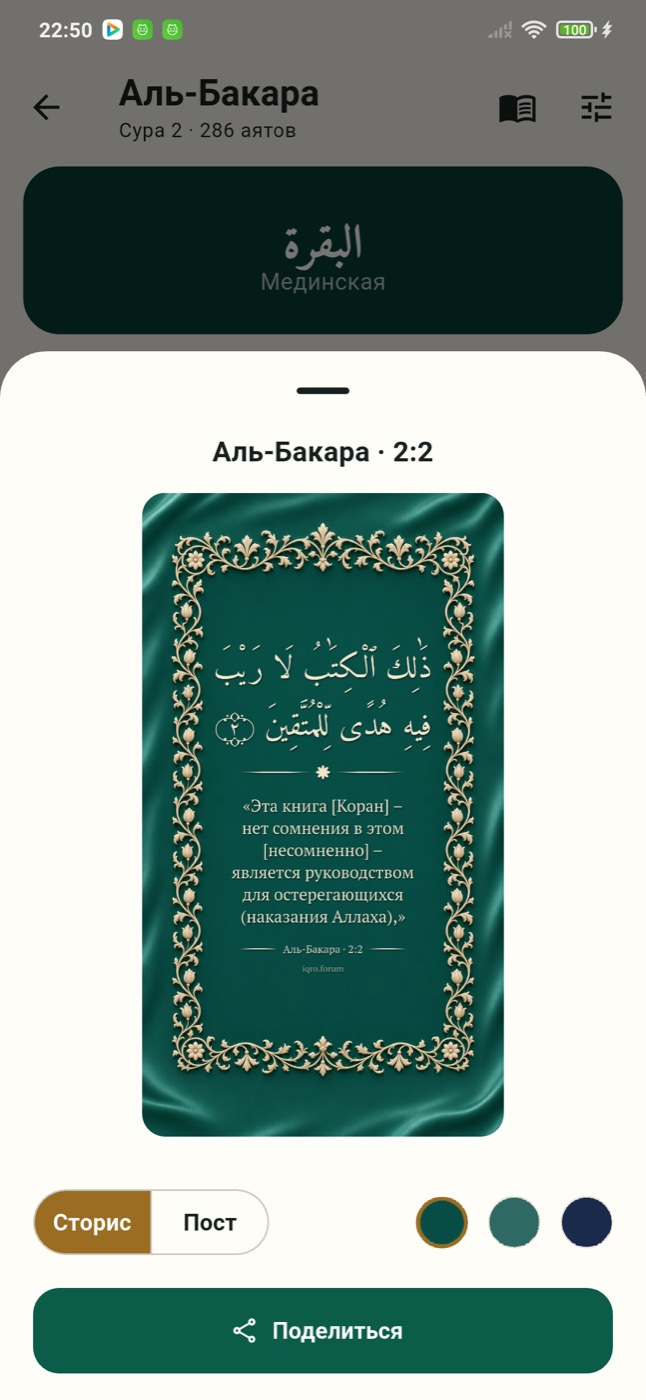 22:50
100
Аль-Бакара
Сура 2 · 286 аятов
البقرة
Мединская
Аль-Бакара · 2:2
ذَٰلِكَ ٱلْكِتَٰبُ لَا رَيْبَ
فِيهِ هُدًى لِّلْمُتَّقِينَ ٢
«Эта книга [Коран] –
нет сомнения в этом
[несомненно] –
является руководством
для остерегающихся
(наказания Аллаха),»
Аль-Бакара · 2:2
iqro.forum
Сторис
Пост
Поделиться